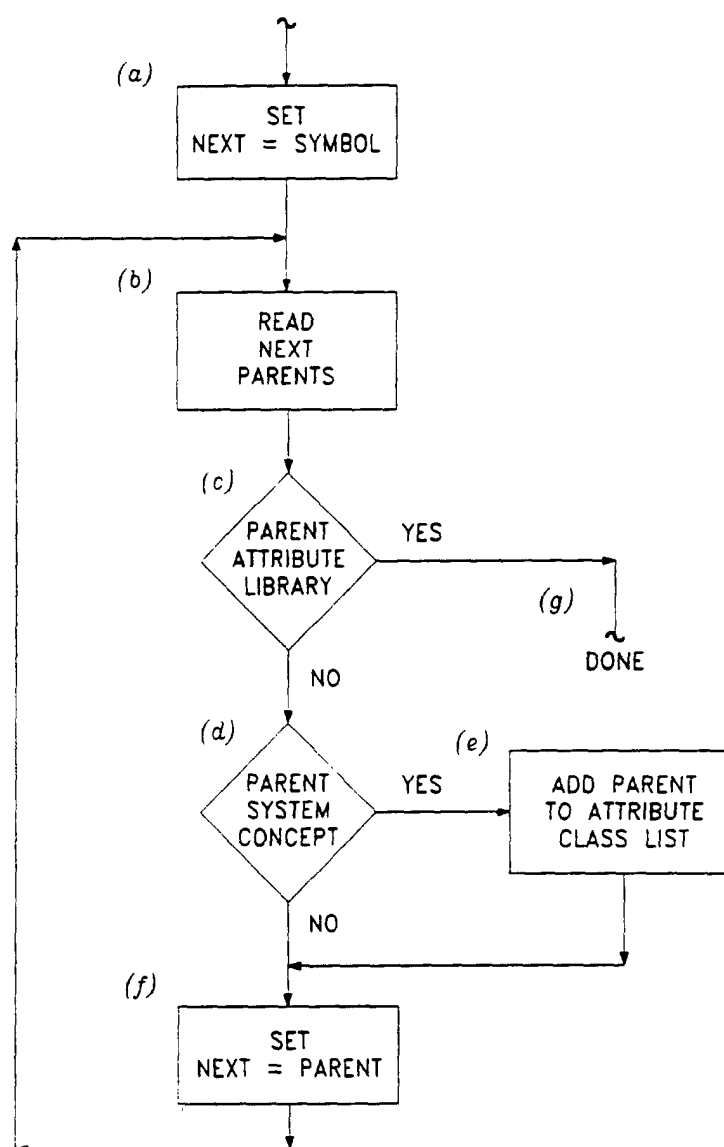 (a)
SET
NEXT = SYMBOL
(b)
READ
NEXT
PARENTS
(c)
PARENT
ATTRIBUTE
LIBRARY
YES
(g)
DONE
NO
(d)
PARENT
SYSTEM
CONCEPT
YES
(e)
ADD PARENT
TO ATTRIBUTE
CLASS LIST
NO
(f)
SET
NEXT = PARENT